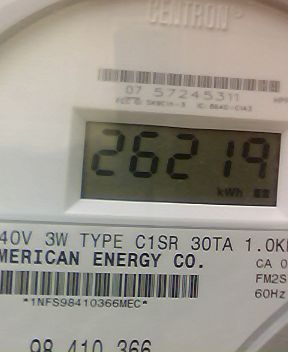 CENTRON®
07 57245311
26219
kWh
40V 3W TYPE C1SR 30TA 1.0K
MERICAN ENERGY CO.
CA 0
FM2S
60Hz
*1NFS98410366MEC*
98 410 366